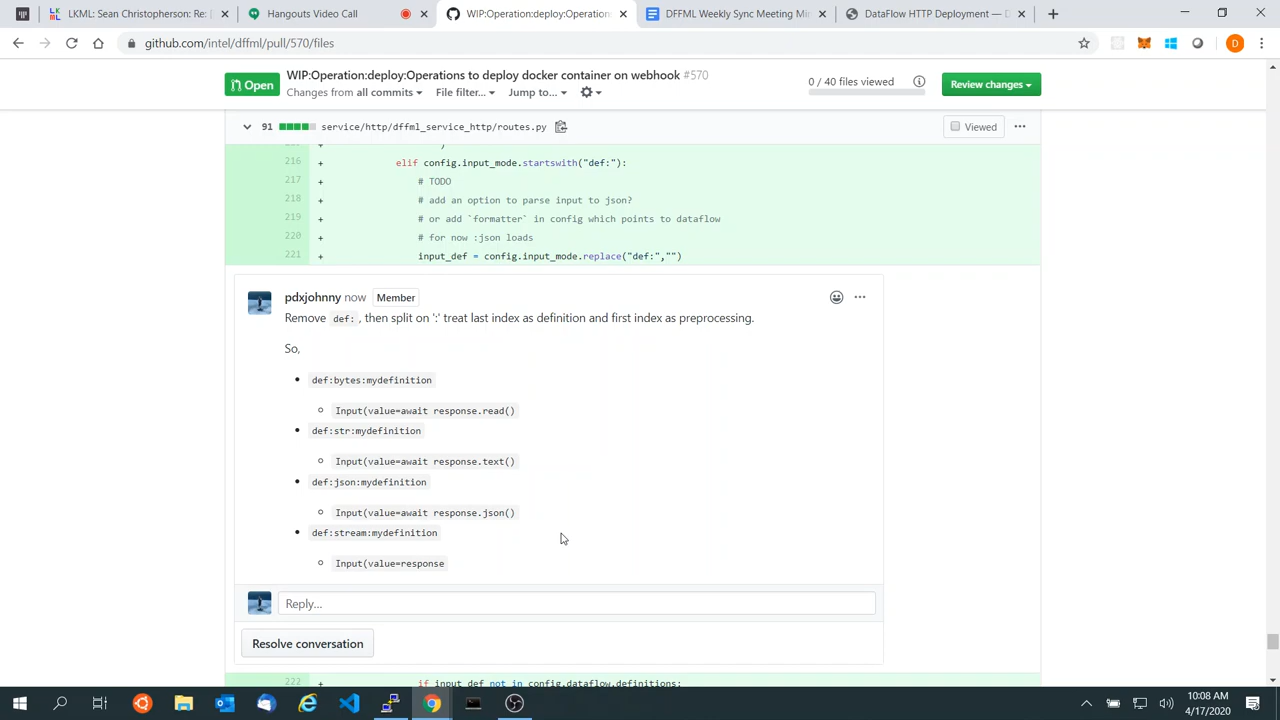 LKML: Sean Christopherson: Re: [
Hangouts Video Call
WIP:Operation:deploy:Operation
DFFML Weekly Sync Meeting Mi
DataFlow HTTP Deployment — D
github.com/intel/dffml/pull/570/files
D
Open
WIP:Operation:deploy:Operations to deploy docker container on webhook #570
Changes from all commits
File filter...
Jump to...
0 / 40 files viewed
Review changes
91
service/http/dffml_service_http/routes.py
Viewed
216 + elif config.input_mode.startswith("def:"):
217 + # TODO
218 + # add an option to parse input to json?
219 + # or add `formatter` in config which points to dataflow
220 + # for now :json loads
221 + input_def = config.input_mode.replace("def:","")
pdxjohnny now Member
Remove def: , then split on ':' treat last index as definition and first index as preprocessing.
So,
def:bytes:mydefinition
Input(value=await response.read()
def:str:mydefinition
Input(value=await response.text()
def:json:mydefinition
Input(value=await response.json()
def:stream:mydefinition
Input(value=response
Reply...
Resolve conversation
222 + if input_def not in config.dataflow.definitions:
10:08 AM
4/17/2020